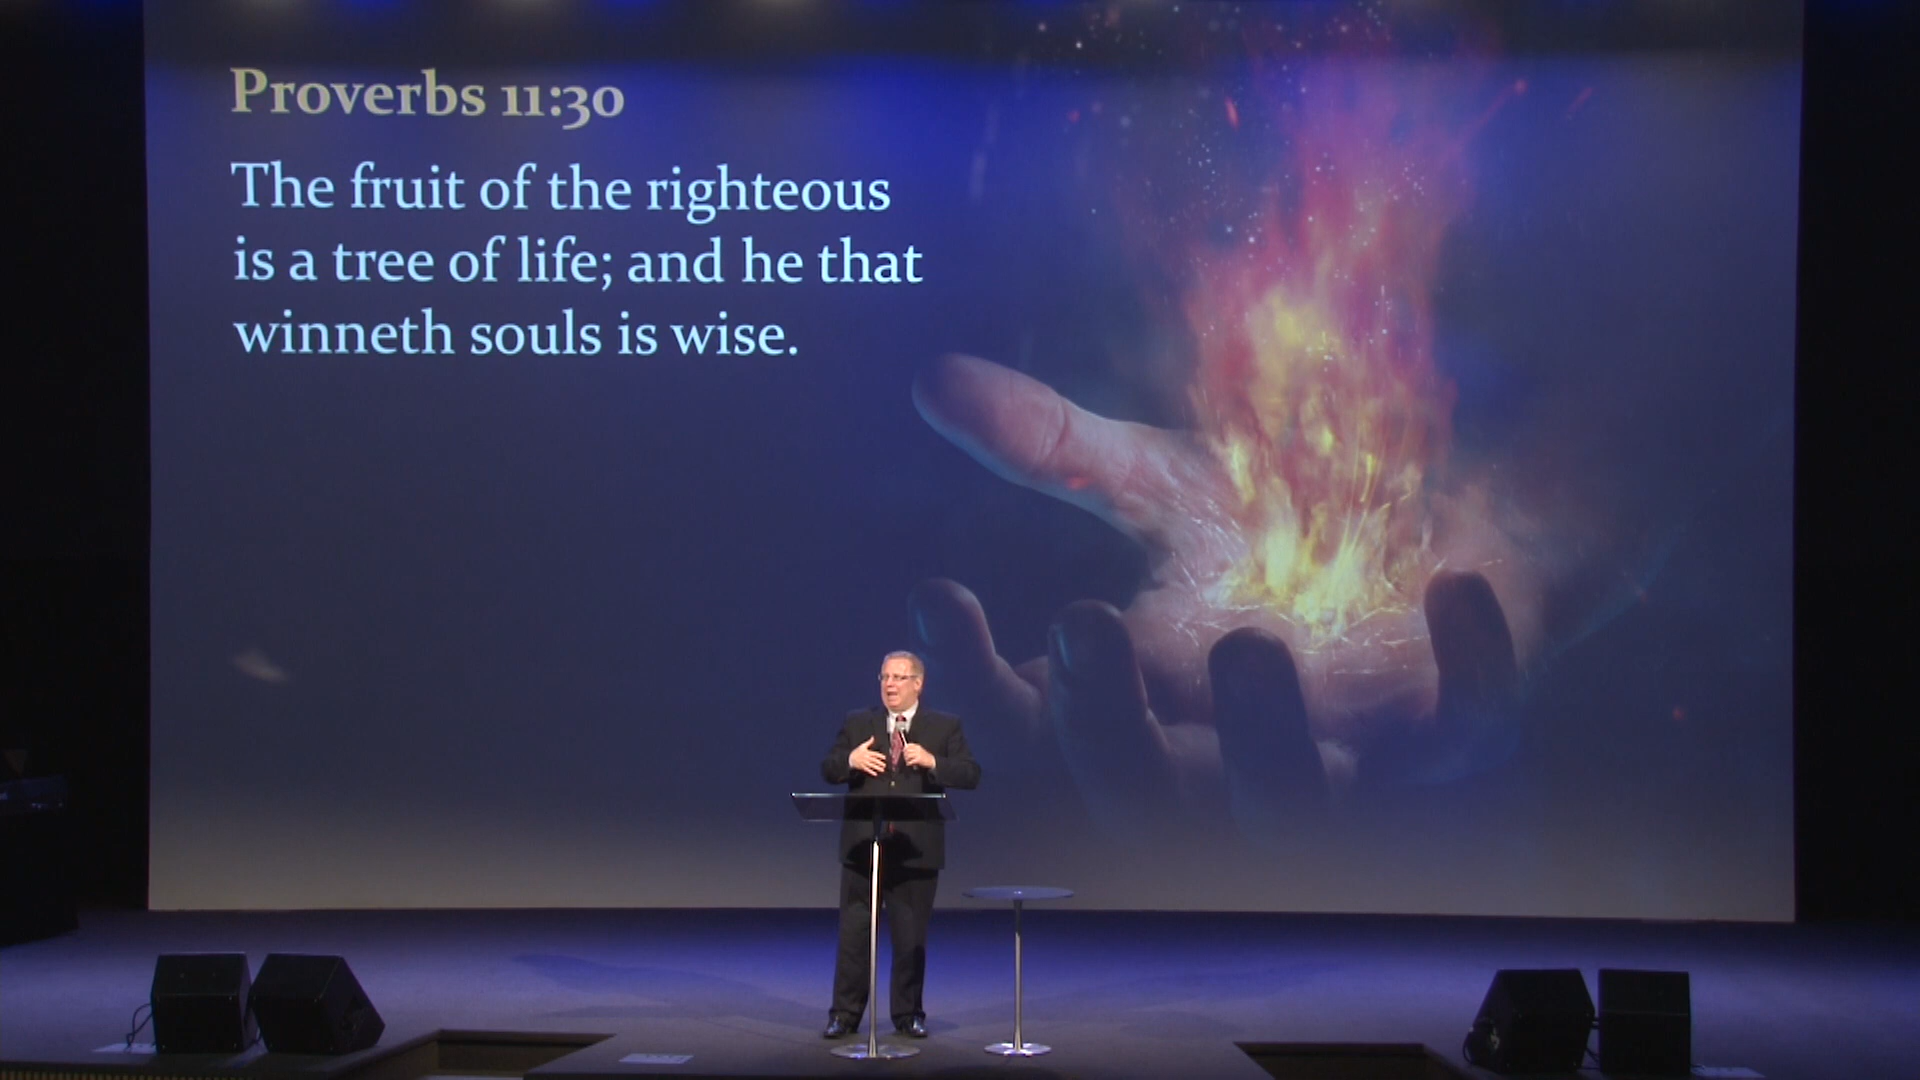 Proverbs 11:30
The fruit of the righteous
is a tree of life; and he that
winneth souls is wise.